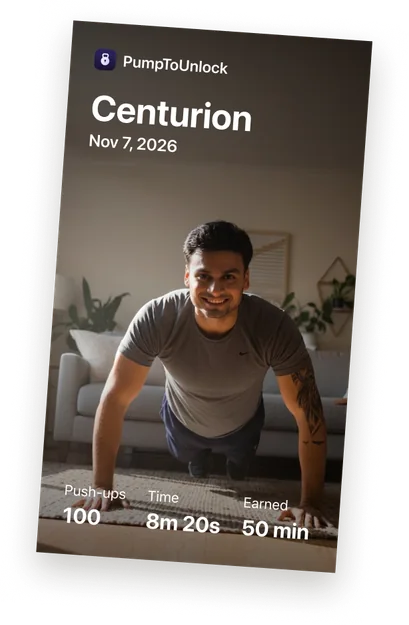 PumpToUnlock
Centurion
Nov 7, 2026
Push-ups Time Earned
100 8m 20s 50 min